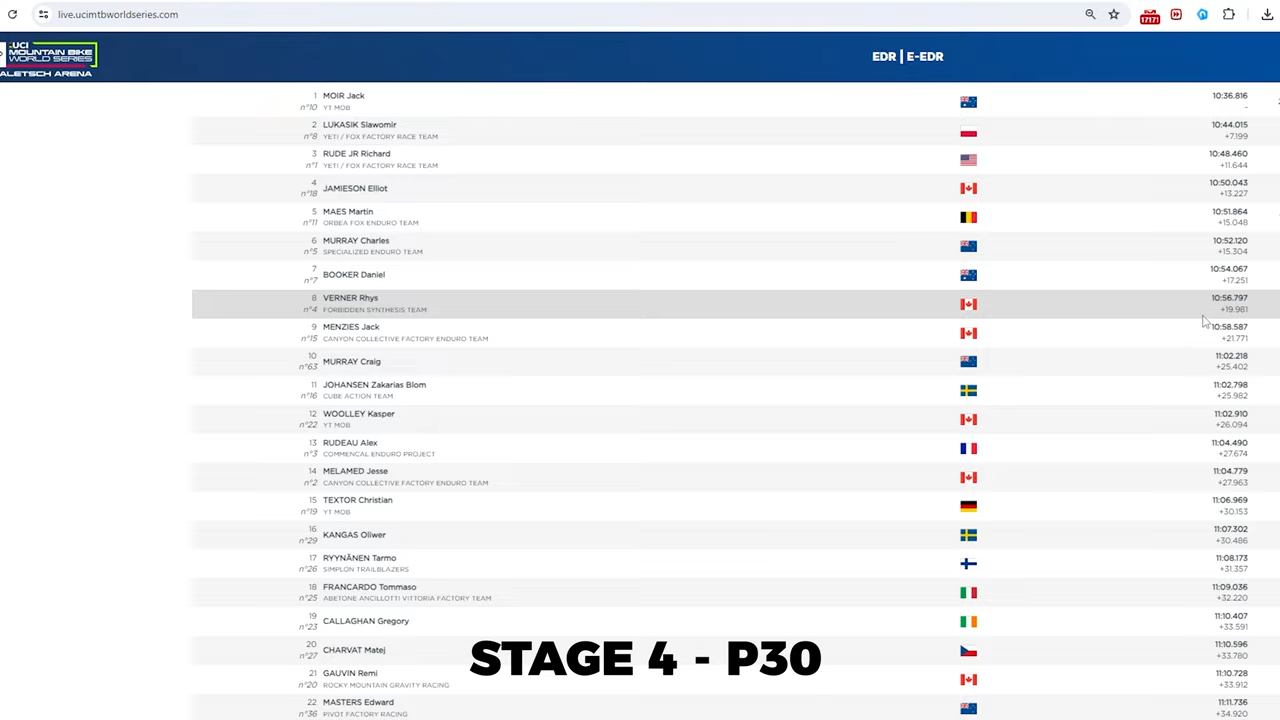 live.ucimtbworldseries.com
17171
UCI
MOUNTAIN BIKE
WORLD SERIES
ALETSCH ARENA
EDR | E-EDR
1 MOIR Jack 10:36.816
n°10 YT MOB -
2 LUKASIK Slawomir 10:44.015
n°8 YETI / FOX FACTORY RACE TEAM +7.199
3 RUDE JR Richard 10:48.460
n°1 YETI / FOX FACTORY RACE TEAM +11.644
4 JAMIESON Elliot 10:50.043
n°18 +13.227
5 MAES Martin 10:51.864
n°11 ORBEA FOX ENDURO TEAM +15.048
6 MURRAY Charles 10:52.120
n°5 SPECIALIZED ENDURO TEAM +15.304
7 BOOKER Daniel 10:54.067
n°7 +17.251
8 VERNER Rhys 10:56.797
n°4 FORBIDDEN SYNTHESIS TEAM +19.981
9 MENZIES Jack 10:58.587
n°15 CANYON COLLECTIVE FACTORY ENDURO TEAM +21.771
10 MURRAY Craig 11:02.218
n°63 +25.402
11 JOHANSEN Zakarias Blom 11:02.798
n°16 CUBE ACTION TEAM +25.982
12 WOOLLEY Kasper 11:02.910
n°22 YT MOB +26.094
13 RUDEAU Alex 11:04.490
n°3 COMMENCAL ENDURO PROJECT +27.674
14 MELAMED Jesse 11:04.779
n°2 CANYON COLLECTIVE FACTORY ENDURO TEAM +27.963
15 TEXTOR Christian 11:06.969
n°19 YT MOB +30.153
16 KANGAS Oliwer 11:07.302
n°29 +30.486
17 RYYNÄNEN Tarmo 11:08.173
n°26 SIMPLON TRAILBLAZERS +31.357
18 FRANCARDO Tommaso 11:09.036
n°25 ABETONE ANCILLOTTI VITTORIA FACTORY TEAM +32.220
19 CALLAGHAN Gregory 11:10.407
n°23 +33.591
20 CHARVAT Matej 11:10.596
n°27 +33.780
21 GAUVIN Remi 11:10.728
n°20 ROCKY MOUNTAIN GRAVITY RACING +33.912
22 MASTERS Edward 11:11.736
n°36 PIVOT FACTORY RACING +34.920
STAGE 4 - P30